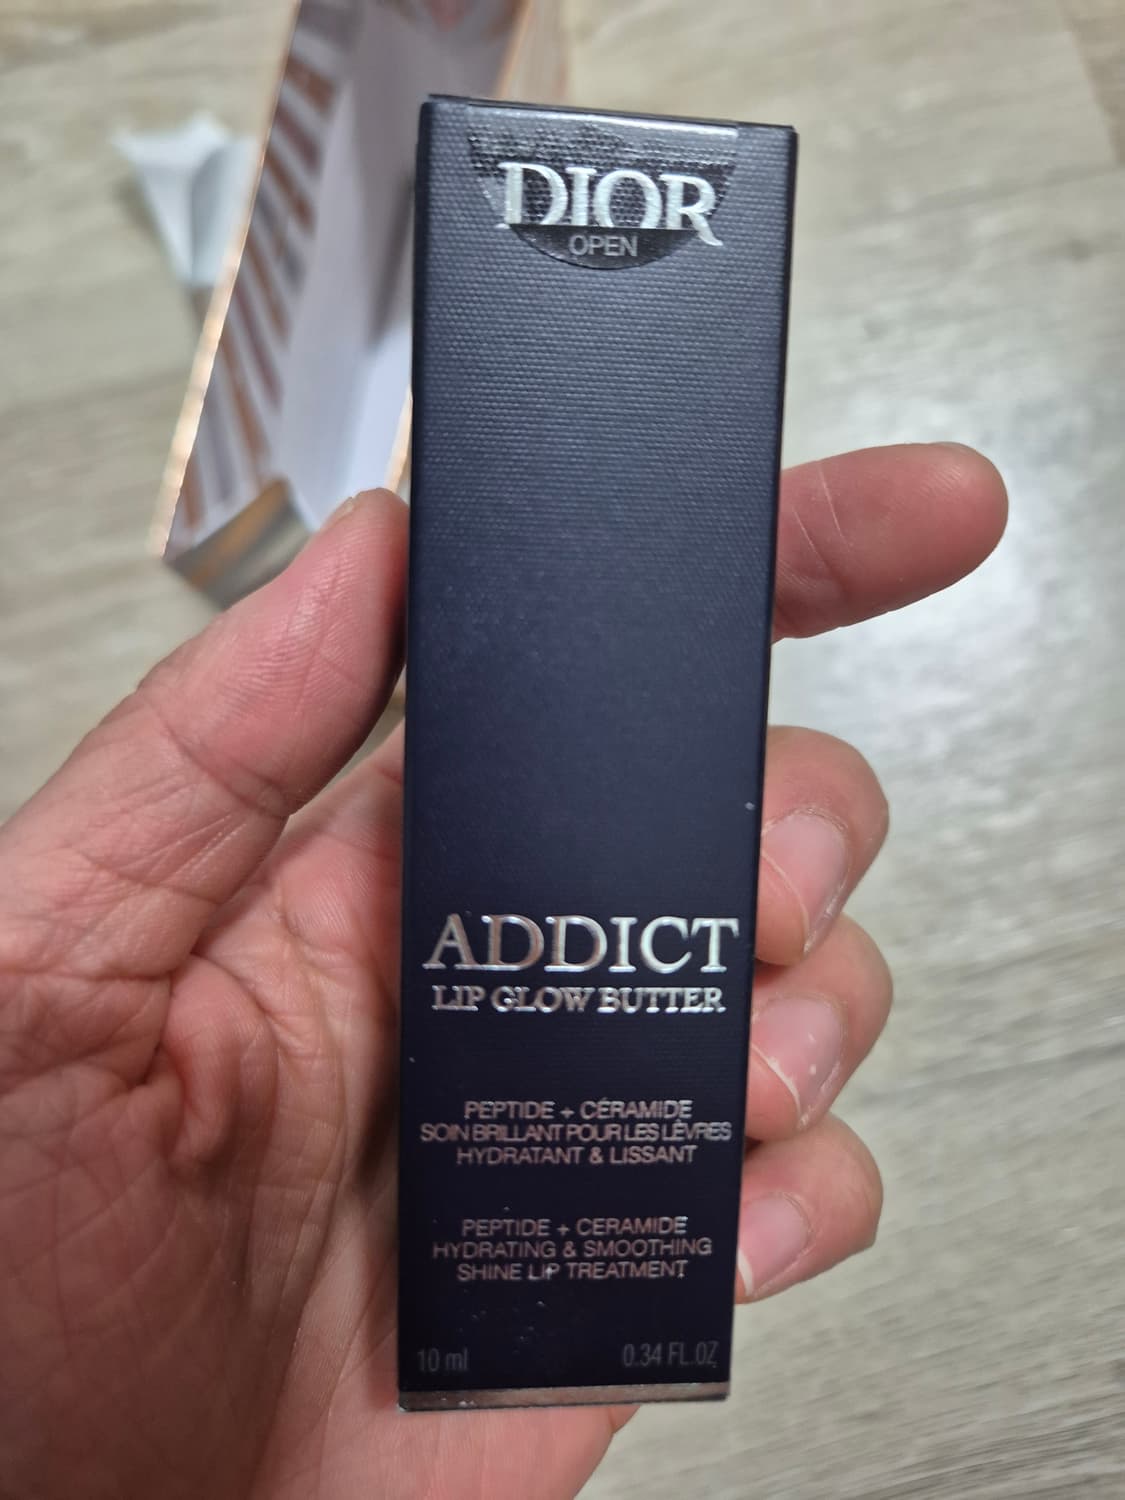 DIOR
OPEN
ADDICT
LIP GLOW BUTTER
PEPTIDE + CÉRAMIDE
SOIN BRILLANT POUR LES LÈVRES
HYDRATANT & LISSANT
PEPTIDE + CERAMIDE
HYDRATING & SMOOTHING
SHINE LIP TREATMENT
10 ml 0.34 FL.OZ